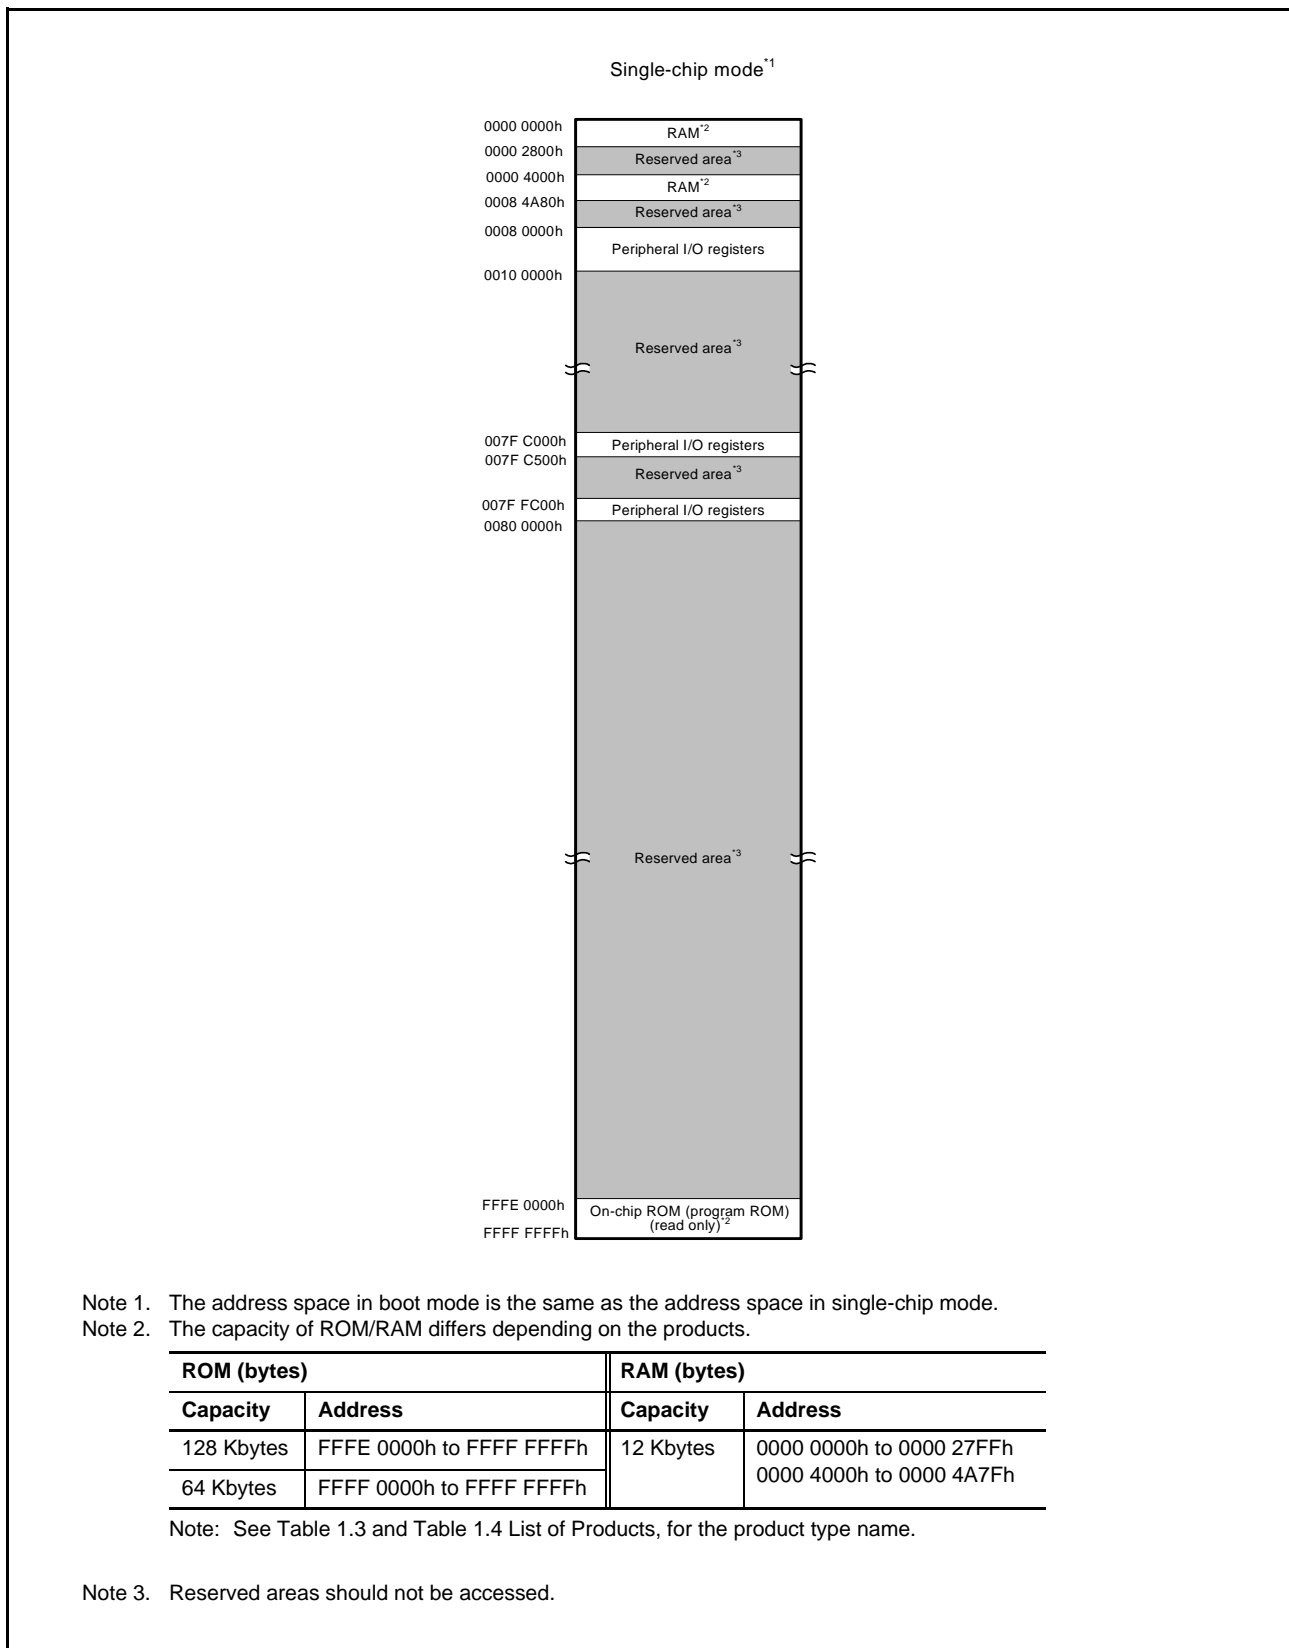 Single-chip mode*1
0000 0000h
RAM*2
0000 2800h
Reserved area*3
0000 4000h
RAM*2
0008 4A80h
Reserved area*3
0008 0000h
Peripheral I/O registers
0010 0000h
Reserved area*3
007F C000h
Peripheral I/O registers
007F C500h
Reserved area*3
007F FC00h
Peripheral I/O registers
0080 0000h
Reserved area*3
FFFE 0000h
On-chip ROM (program ROM)
(read only)*2
FFFF FFFFh
Note 1. The address space in boot mode is the same as the address space in single-chip mode.
Note 2. The capacity of ROM/RAM differs depending on the products.
ROM (bytes) RAM (bytes)
Capacity Address Capacity Address
128 Kbytes FFFE 0000h to FFFF FFFFh 12 Kbytes 0000 0000h to 0000 27FFh
0000 4000h to 0000 4A7Fh
64 Kbytes FFFF 0000h to FFFF FFFFh
Note: See Table 1.3 and Table 1.4 List of Products, for the product type name.
Note 3. Reserved areas should not be accessed.